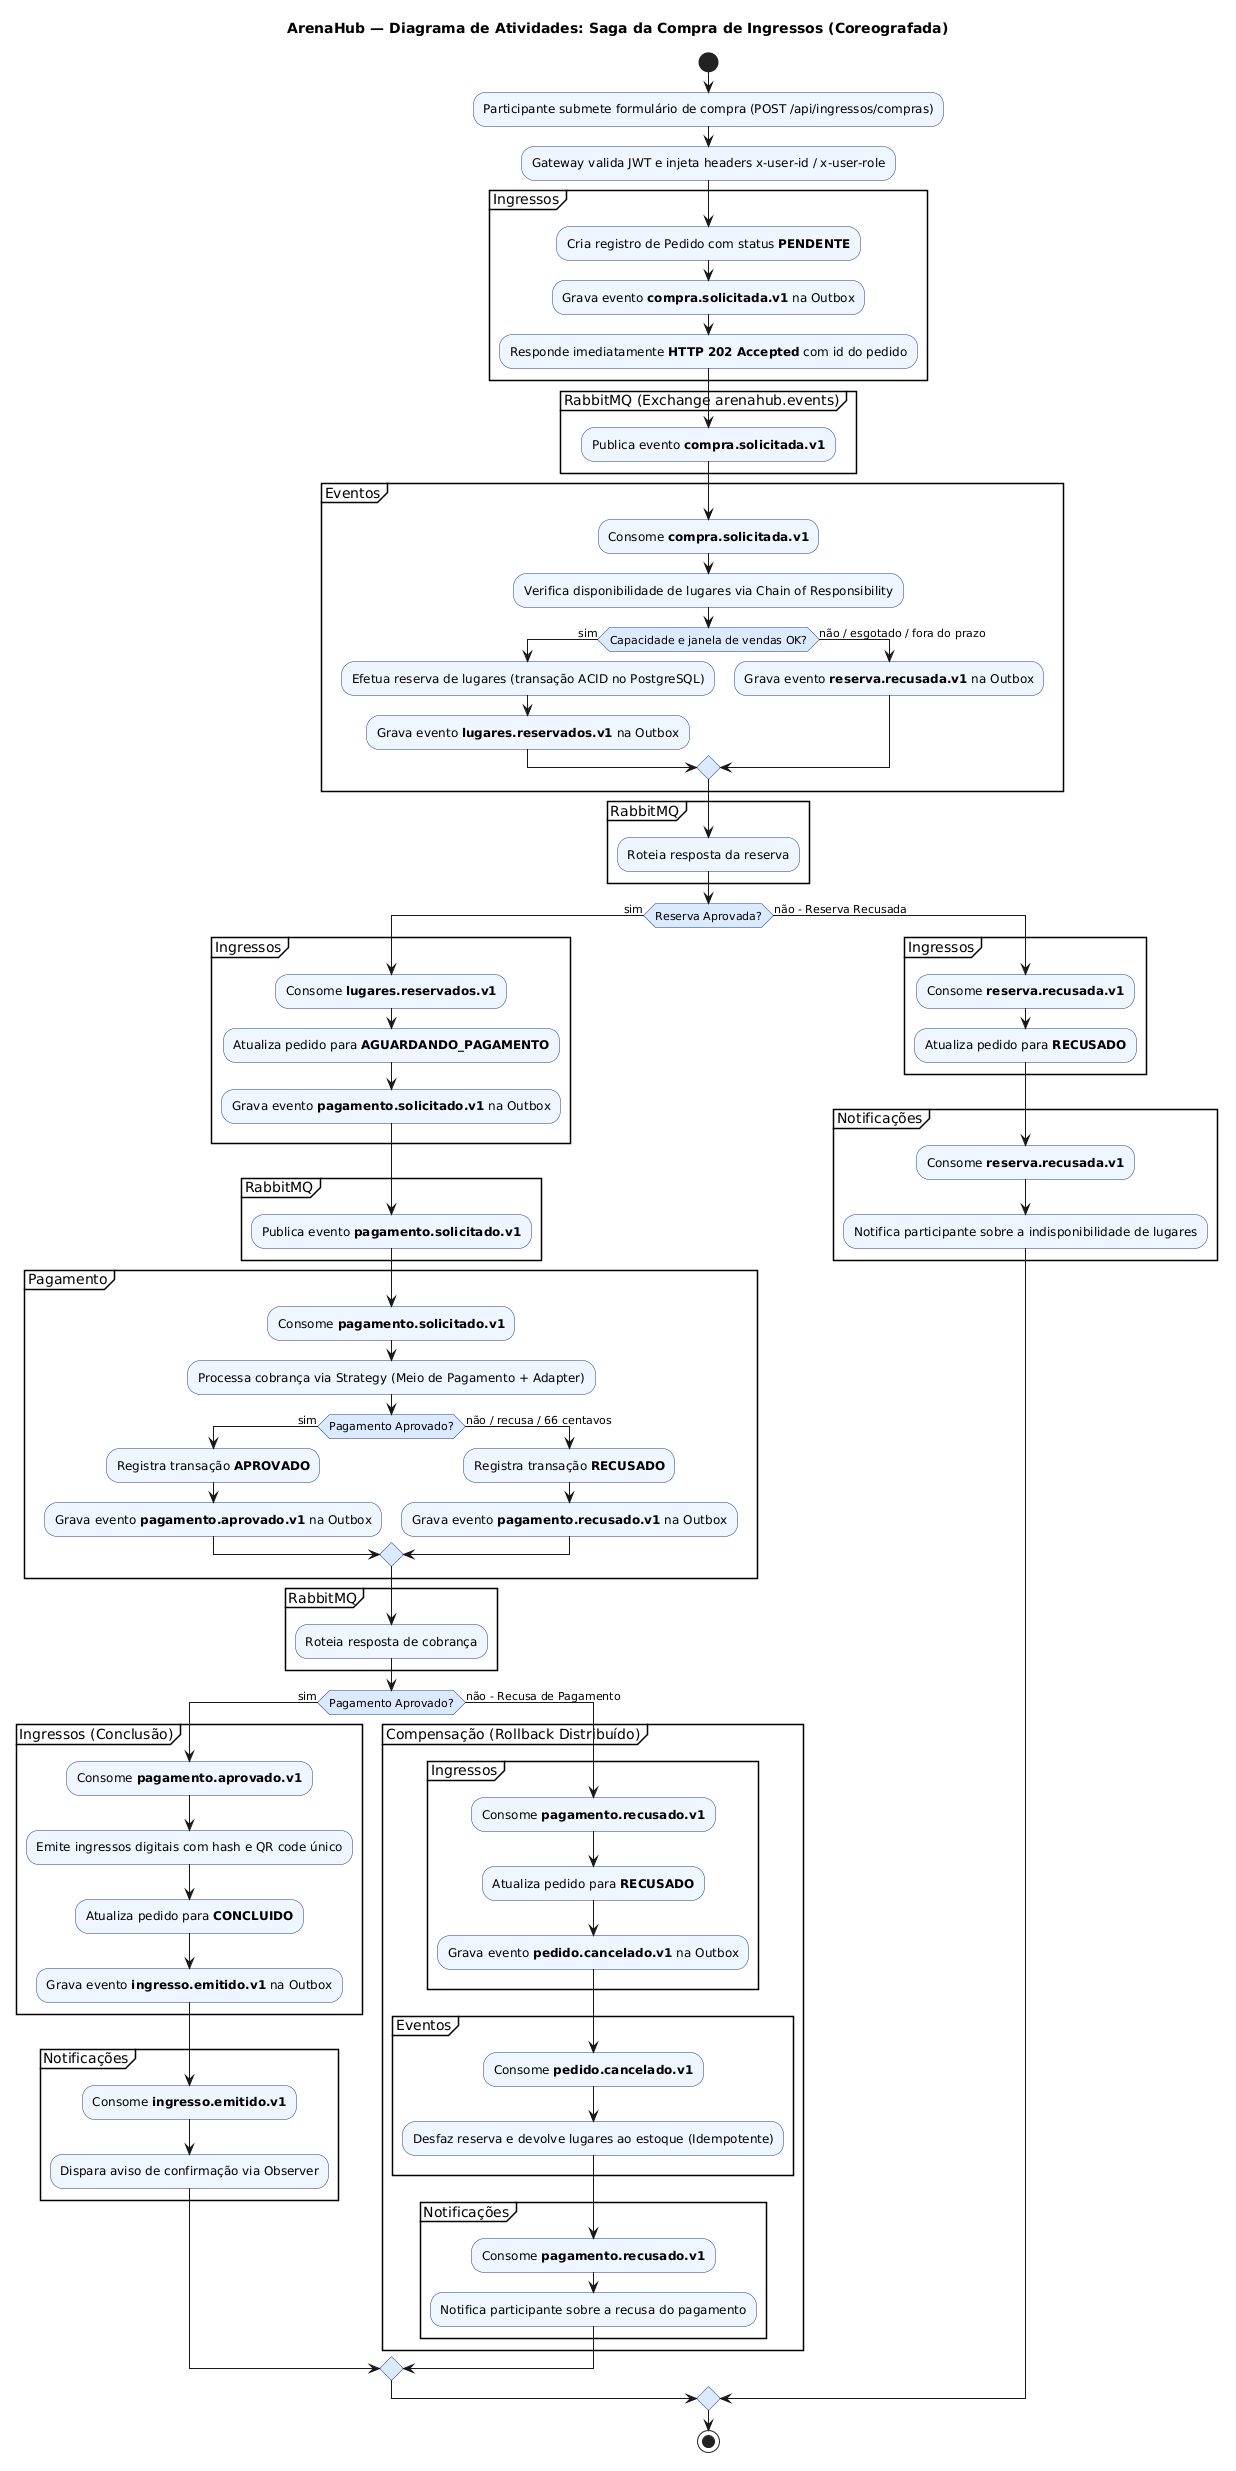 ArenaHub — Diagrama de Atividades: Saga da Compra de Ingressos (Coreografada)
Participante submete formulário de compra (POST /api/ingressos/compras)
Gateway valida JWT e injeta headers x-user-id / x-user-role
Ingressos
Cria registro de Pedido com status PENDENTE
Grava evento compra.solicitada.v1 na Outbox
Responde imediatamente HTTP 202 Accepted com id do pedido
RabbitMQ (Exchange arenahub.events)
Publica evento compra.solicitada.v1
Eventos
Consome compra.solicitada.v1
Verifica disponibilidade de lugares via Chain of Responsibility
Capacidade e janela de vendas OK?
sim
não / esgotado / fora do prazo
Efetua reserva de lugares (transação ACID no PostgreSQL)
Grava evento lugares.reservados.v1 na Outbox
Grava evento reserva.recusada.v1 na Outbox
RabbitMQ
Roteia resposta da reserva
Reserva Aprovada?
sim
não - Reserva Recusada
Ingressos
Consome lugares.reservados.v1
Atualiza pedido para AGUARDANDO_PAGAMENTO
Grava evento pagamento.solicitado.v1 na Outbox
RabbitMQ
Publica evento pagamento.solicitado.v1
Pagamento
Consome pagamento.solicitado.v1
Processa cobrança via Strategy (Meio de Pagamento + Adapter)
Pagamento Aprovado?
sim
não / recusa / 66 centavos
Registra transação APROVADO
Grava evento pagamento.aprovado.v1 na Outbox
Registra transação RECUSADO
Grava evento pagamento.recusado.v1 na Outbox
RabbitMQ
Roteia resposta de cobrança
Pagamento Aprovado?
sim
não - Recusa de Pagamento
Ingressos (Conclusão)
Consome pagamento.aprovado.v1
Emite ingressos digitais com hash e QR code único
Atualiza pedido para CONCLUIDO
Grava evento ingresso.emitido.v1 na Outbox
Notificações
Consome ingresso.emitido.v1
Dispara aviso de confirmação via Observer
Compensação (Rollback Distribuído)
Ingressos
Consome pagamento.recusado.v1
Atualiza pedido para RECUSADO
Grava evento pedido.cancelado.v1 na Outbox
Eventos
Consome pedido.cancelado.v1
Desfaz reserva e devolve lugares ao estoque (Idempotente)
Notificações
Consome pagamento.recusado.v1
Notifica participante sobre a recusa do pagamento
Ingressos
Consome reserva.recusada.v1
Atualiza pedido para RECUSADO
Notificações
Consome reserva.recusada.v1
Notifica participante sobre a indisponibilidade de lugares